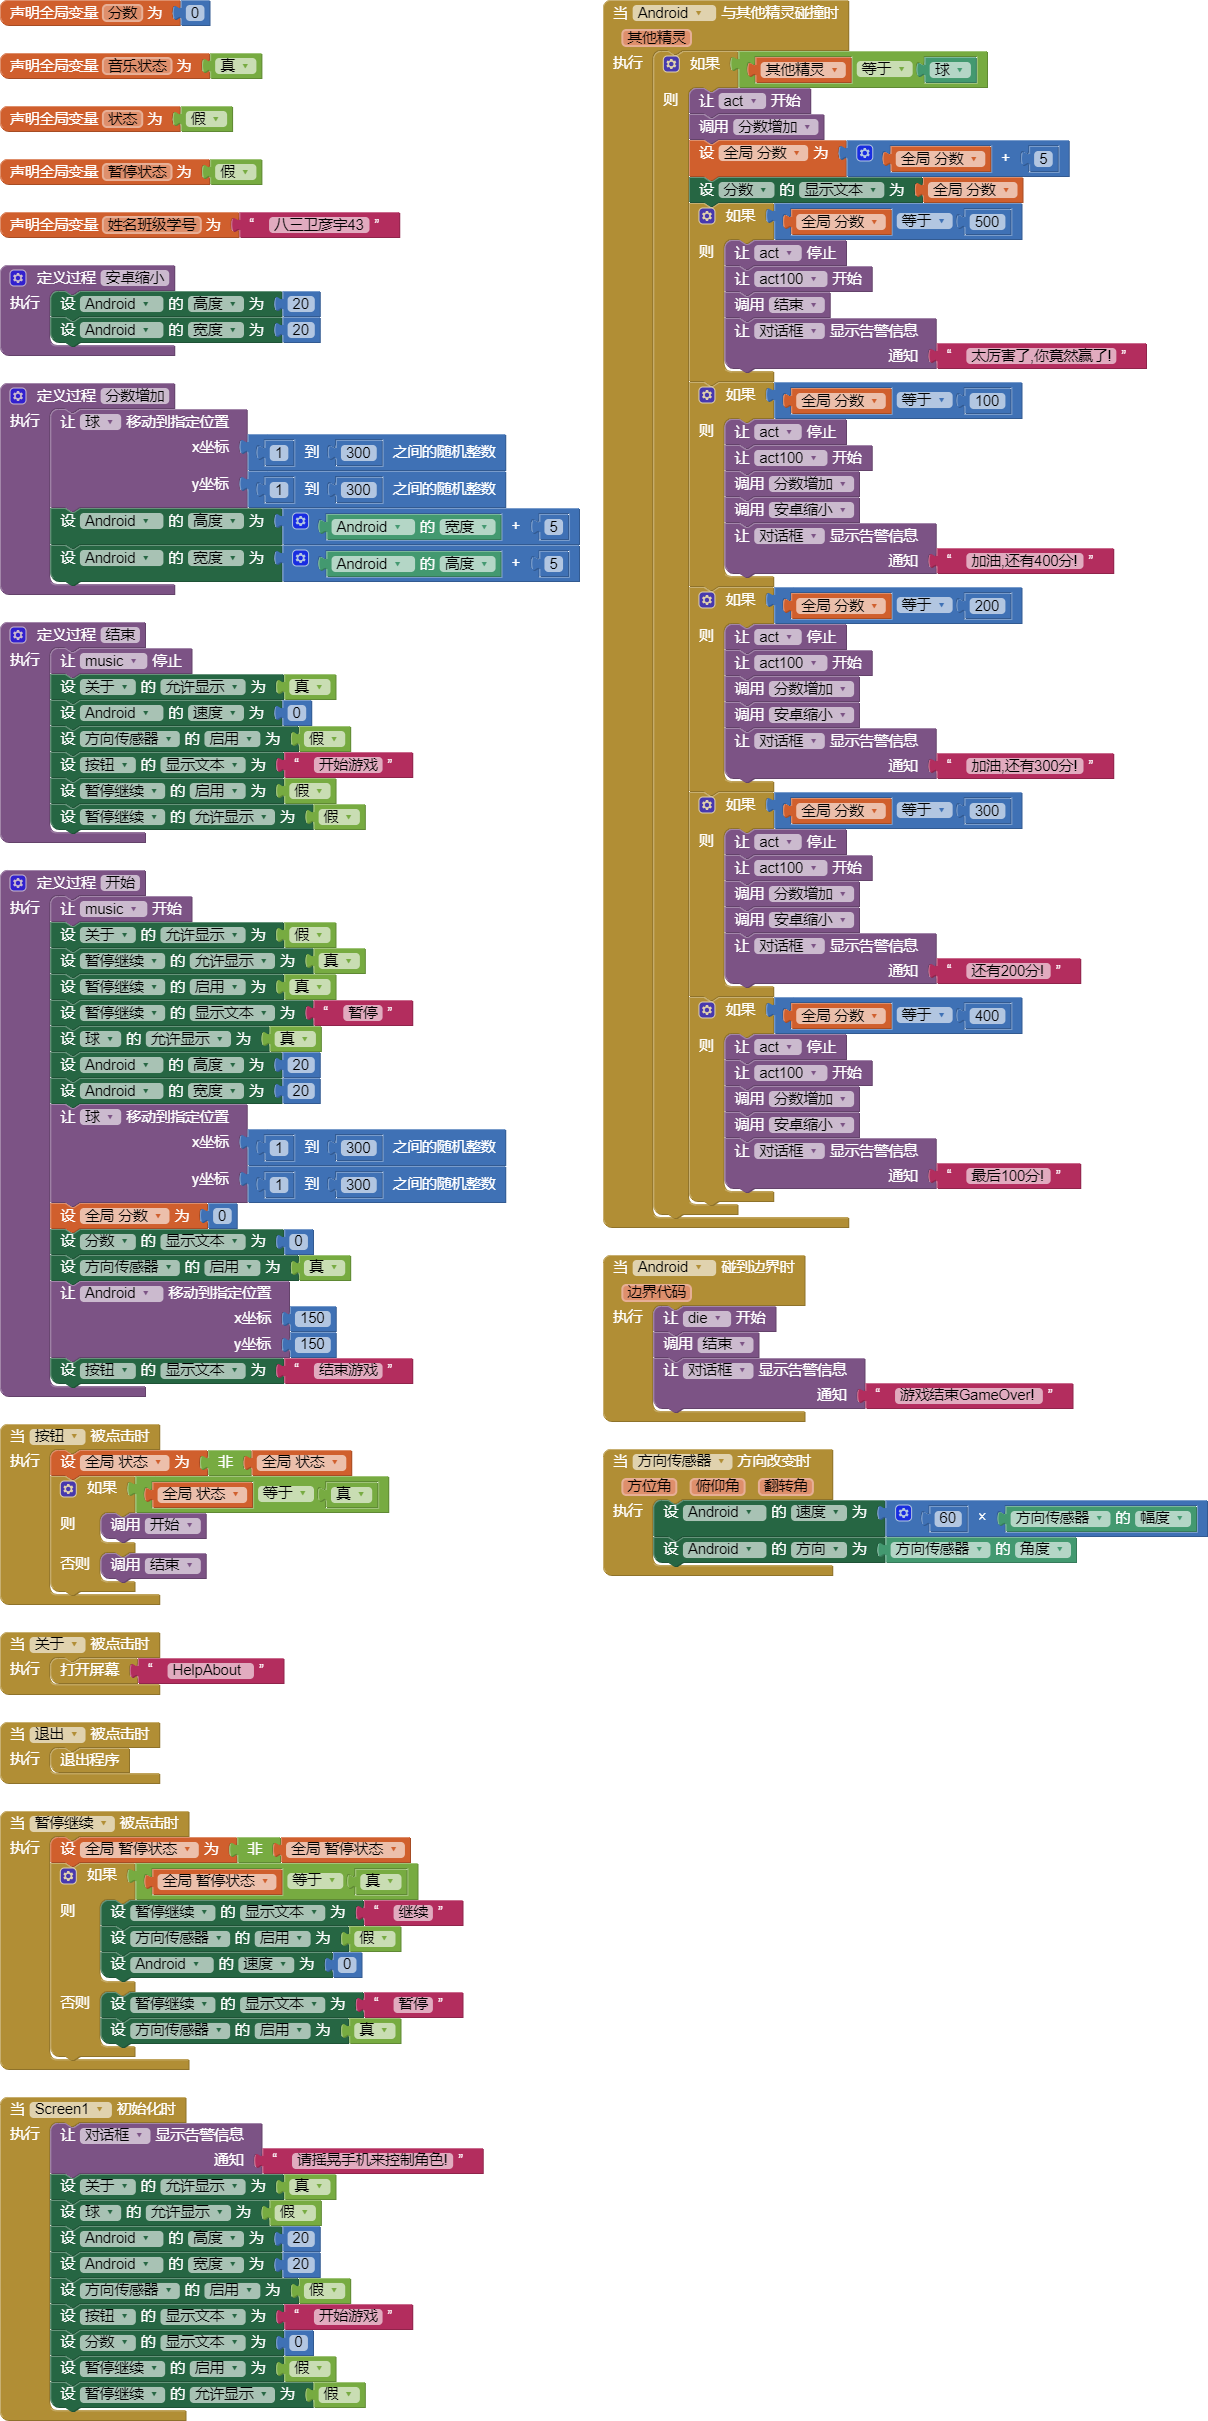 声明全局变量 分数 为 0
声明全局变量 音乐状态 为 真
声明全局变量 状态 为 假
声明全局变量 暂停状态 为 假
声明全局变量 姓名班级学号 为 “ 八三卫彦宇43 ”
定义过程 安卓缩小
执行 设 Android 的 高度 为 20
设 Android 的 宽度 为 20
定义过程 分数增加
执行 让 球 移动到指定位置
x坐标 1 到 300 之间的随机整数
y坐标 1 到 300 之间的随机整数
设 Android 的 高度 为 Android 的 宽度 + 5
设 Android 的 宽度 为 Android 的 高度 + 5
定义过程 结束
执行 让 music 停止
设 关于 的 允许显示 为 真
设 Android 的 速度 为 0
设 方向传感器 的 启用 为 假
设 按钮 的 显示文本 为 “ 开始游戏 ”
设 暂停继续 的 启用 为 假
设 暂停继续 的 允许显示 为 假
定义过程 开始
执行 让 music 开始
设 关于 的 允许显示 为 假
设 暂停继续 的 允许显示 为 真
设 暂停继续 的 启用 为 真
设 暂停继续 的 显示文本 为 “ 暂停 ”
设 球 的 允许显示 为 真
设 Android 的 高度 为 20
设 Android 的 宽度 为 20
让 球 移动到指定位置
x坐标 1 到 300 之间的随机整数
y坐标 1 到 300 之间的随机整数
设 全局 分数 为 0
设 分数 的 显示文本 为 0
设 方向传感器 的 启用 为 真
让 Android 移动到指定位置
x坐标 150
y坐标 150
设 按钮 的 显示文本 为 “ 结束游戏 ”
当 按钮 被点击时
执行 设 全局 状态 为 非 全局 状态
如果 全局 状态 等于 真
则 调用 开始
否则 调用 结束
当 关于 被点击时
执行 打开屏幕 “ HelpAbout ”
当 退出 被点击时
执行 退出程序
当 暂停继续 被点击时
执行 设 全局 暂停状态 为 非 全局 暂停状态
如果 全局 暂停状态 等于 真
则 设 暂停继续 的 显示文本 为 “ 继续 ”
设 方向传感器 的 启用 为 假
设 Android 的 速度 为 0
否则 设 暂停继续 的 显示文本 为 “ 暂停 ”
设 方向传感器 的 启用 为 真
当 Screen1 初始化时
执行 让 对话框 显示告警信息
通知 “ 请摇晃手机来控制角色! ”
设 关于 的 允许显示 为 真
设 球 的 允许显示 为 假
设 Android 的 高度 为 20
设 Android 的 宽度 为 20
设 方向传感器 的 启用 为 假
设 按钮 的 显示文本 为 “ 开始游戏 ”
设 分数 的 显示文本 为 0
设 暂停继续 的 启用 为 假
设 暂停继续 的 允许显示 为 假
当 Android 与其他精灵碰撞时
其他精灵
执行 如果 其他精灵 等于 球
则 让 act 开始
调用 分数增加
设 全局 分数 为 全局 分数 + 5
设 分数 的 显示文本 为 全局 分数
如果 全局 分数 等于 500
则 让 act 停止
让 act100 开始
调用 结束
让 对话框 显示告警信息
通知 “ 太厉害了,你竟然赢了! ”
如果 全局 分数 等于 100
则 让 act 停止
让 act100 开始
调用 分数增加
调用 安卓缩小
让 对话框 显示告警信息
通知 “ 加油,还有400分! ”
如果 全局 分数 等于 200
则 让 act 停止
让 act100 开始
调用 分数增加
调用 安卓缩小
让 对话框 显示告警信息
通知 “ 加油,还有300分! ”
如果 全局 分数 等于 300
则 让 act 停止
让 act100 开始
调用 分数增加
调用 安卓缩小
让 对话框 显示告警信息
通知 “ 还有200分! ”
如果 全局 分数 等于 400
则 让 act 停止
让 act100 开始
调用 分数增加
调用 安卓缩小
让 对话框 显示告警信息
通知 “ 最后100分! ”
当 Android 碰到边界时
边界代码
执行 让 die 开始
调用 结束
让 对话框 显示告警信息
通知 “ 游戏结束GameOver! ”
当 方向传感器 方向改变时
方位角 俯仰角 翻转角
执行 设 Android 的 速度 为 60 × 方向传感器 的 幅度
设 Android 的 方向 为 方向传感器 的 角度